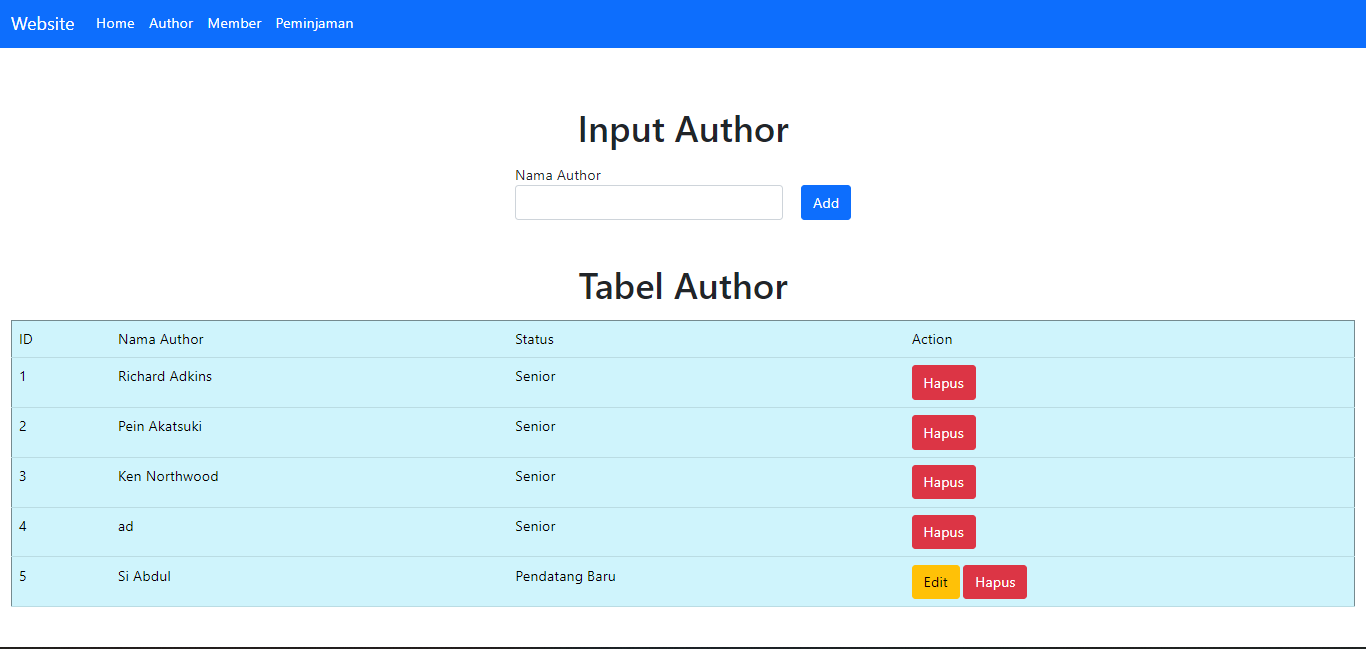 Website Home Author Member Peminjaman
Input Author
Nama Author
Add
Tabel Author
ID Nama Author Status Action
1 Richard Adkins Senior Hapus
2 Pein Akatsuki Senior Hapus
3 Ken Northwood Senior Hapus
4 ad Senior Hapus
5 Si Abdul Pendatang Baru Edit Hapus